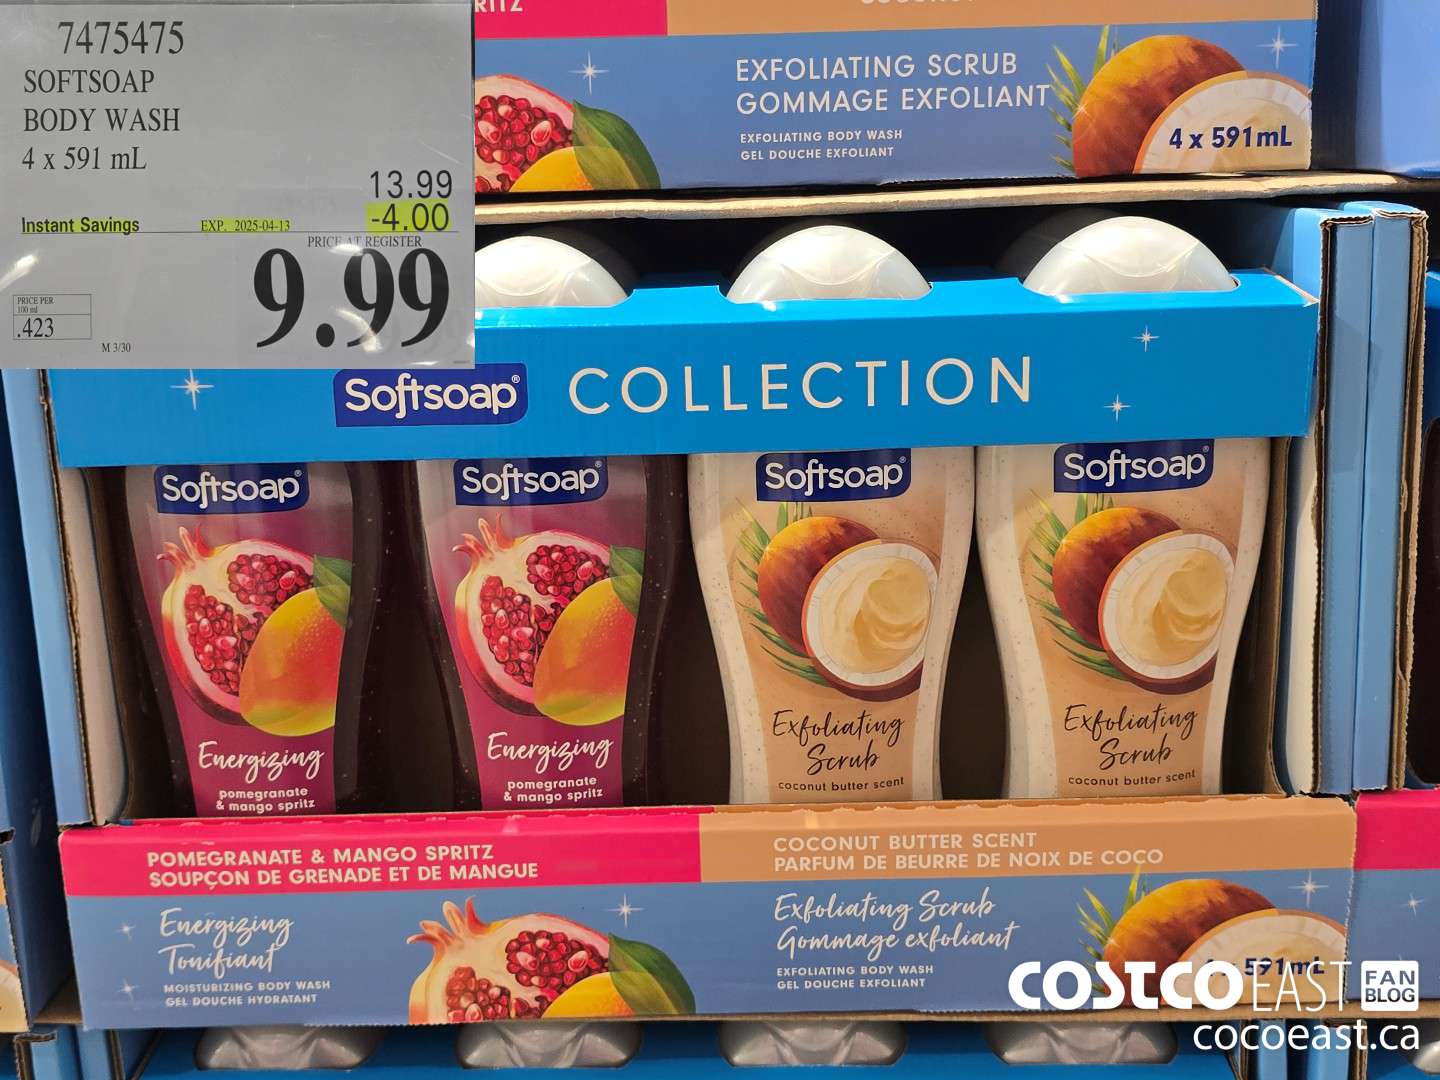 7475475
SOFTSOAP
BODY WASH
4 x 591 mL
13.99
Instant Savings EXP. 2025-04-13 -4.00
PRICE AT REGISTER
9.99
PRICE PER
100 ml
.423
M 3/30
RITZ
EXFOLIATING SCRUB
GOMMAGE EXFOLIANT
EXFOLIATING BODY WASH
GEL DOUCHE EXFOLIANT
4 x 591mL
Softsoap® COLLECTION
Softsoap®
Energizing
pomegranate
& mango spritz
Softsoap®
Energizing
pomegranate
& mango spritz
Softsoap®
Exfoliating
Scrub
coconut butter scent
Softsoap®
Exfoliating
Scrub
coconut butter scent
POMEGRANATE & MANGO SPRITZ
SOUPÇON DE GRENADE ET DE MANGUE
Energizing
Tonifiant
MOISTURIZING BODY WASH
GEL DOUCHE HYDRATANT
COCONUT BUTTER SCENT
PARFUM DE BEURRE DE NOIX DE COCO
Exfoliating Scrub
Gommage exfoliant
EXFOLIATING BODY WASH
GEL DOUCHE EXFOLIANT
591mL
COSTCO EAST FAN BLOG
cocoeast.ca